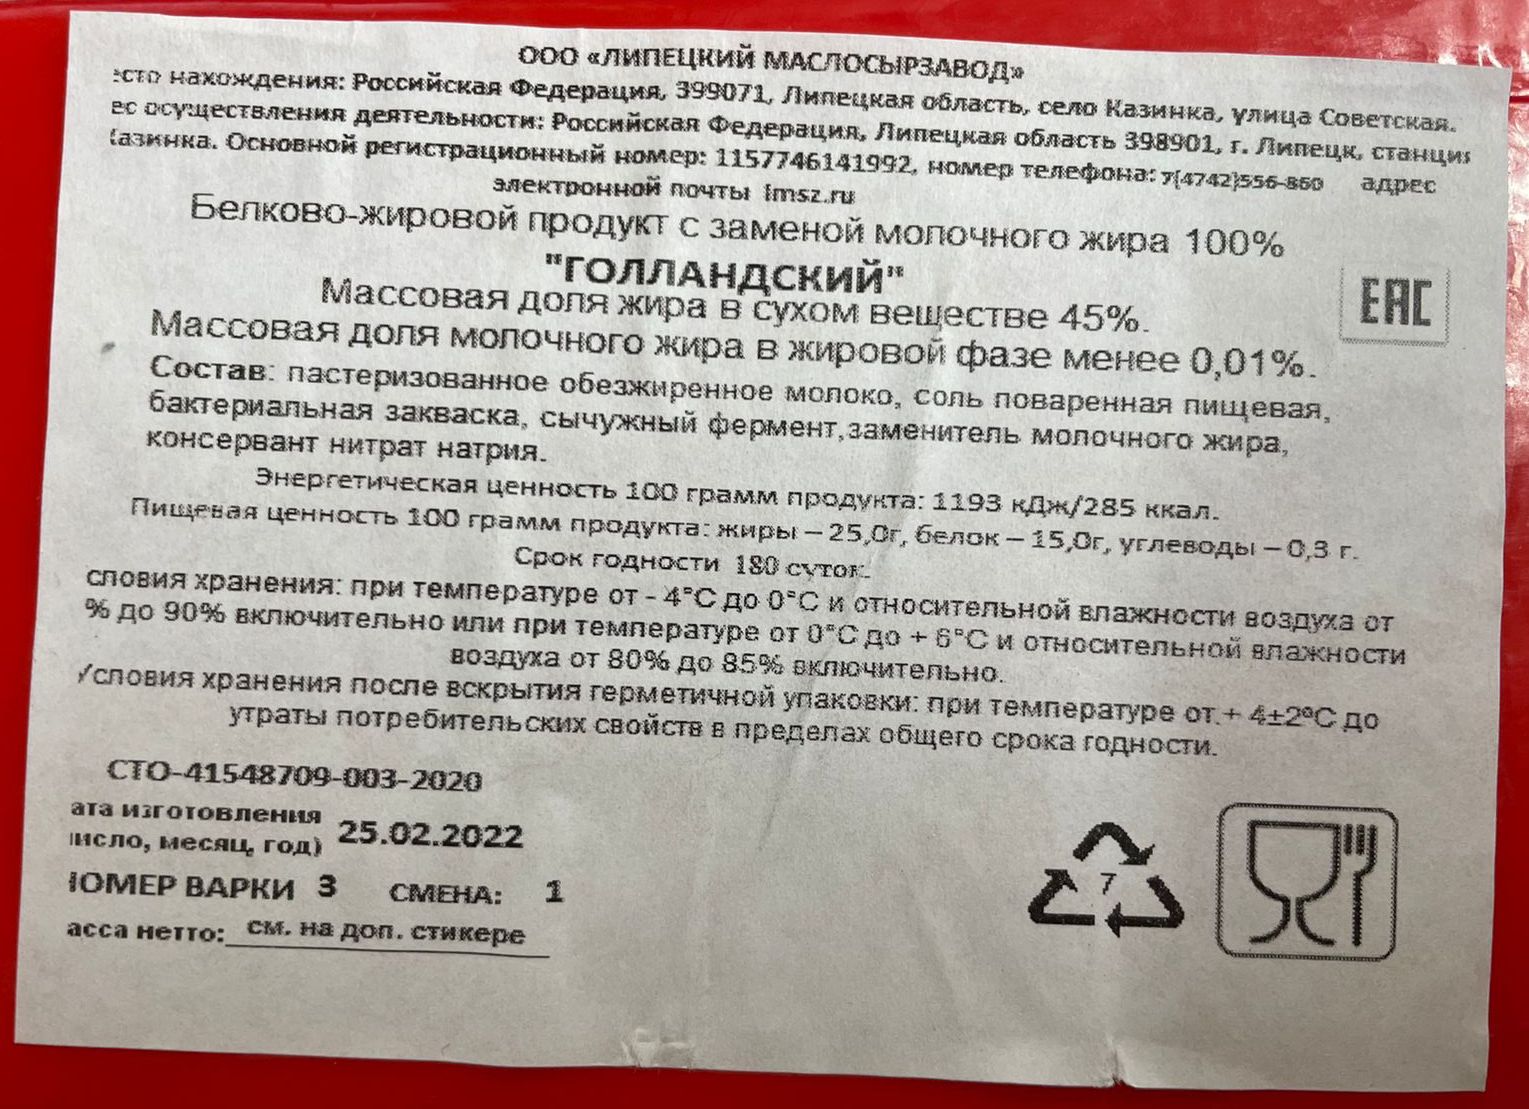 ООО «ЛИПЕЦКИЙ МАСЛОСЫРЗАВОД»
есто нахождения: Российская Федерация, 399071, Липецкая область, село Казинка, улица Советская.
ес осуществления деятельности: Российская Федерация, Липецкая область 398901, г. Липецк, станция
Казинка. Основной регистрационный номер: 1157746141992, номер телефона: 7(4742)556-860 адрес
электронной почты lmsz.ru
Белково-жировой продукт с заменой молочного жира 100%
"ГОЛЛАНДСКИЙ"
Массовая доля жира в сухом веществе 45%.
Массовая доля молочного жира в жировой фазе менее 0,01%.
EAC
Состав: пастеризованное обезжиренное молоко, соль поваренная пищевая,
бактериальная закваска, сычужный фермент,заменитель молочного жира,
консервант нитрат натрия.
Энергетическая ценность 100 грамм продукта: 1193 кДж/285 ккал.
Пищевая ценность 100 грамм продукта: жиры – 25,0г, белок – 15,0г, углеводы – 0,3 г.
Срок годности 180 суток.
словия хранения: при температуре от - 4°С до 0°С и относительной влажности воздуха от
% до 90% включительно или при температуре от 0°С до + 6°С и относительной влажности
воздуха от 80% до 85% включительно.
Условия хранения после вскрытия герметичной упаковки: при температуре от.+ 4±2ºС до
утраты потребительских свойств в пределах общего срока годности.
СТО-41548709-003-2020
ата изготовления
число, месяц, год) 25.02.2022
НОМЕР ВАРКИ 3 СМЕНА: 1
асса нетто: см. на доп. стикере
7